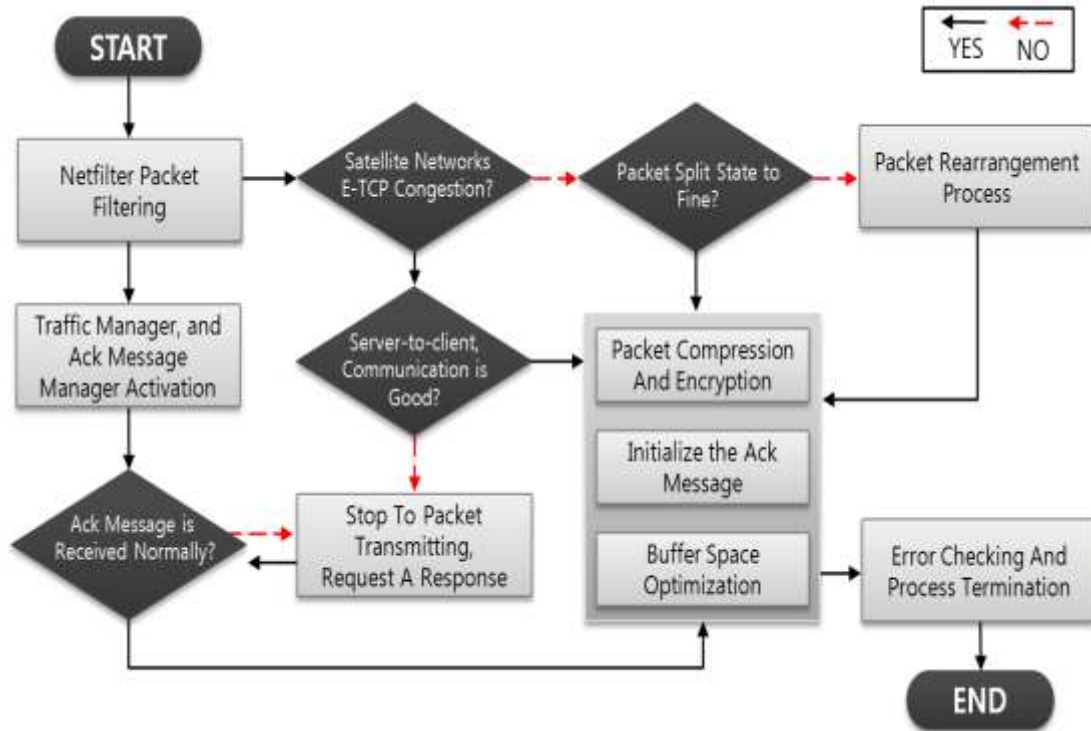 START
YES NO
Netfilter Packet
Filtering
Satellite Networks
E-TCP Congestion?
Packet Split State to
Fine?
Packet Rearrangement
Process
Traffic Manager, and
Ack Message
Manager Activation
Server-to-client,
Communication is
Good?
Packet Compression
And Encryption
Initialize the Ack
Message
Ack Message is
Received Normally?
Stop To Packet
Transmitting,
Request A Response
Buffer Space
Optimization
Error Checking And
Process Termination
END